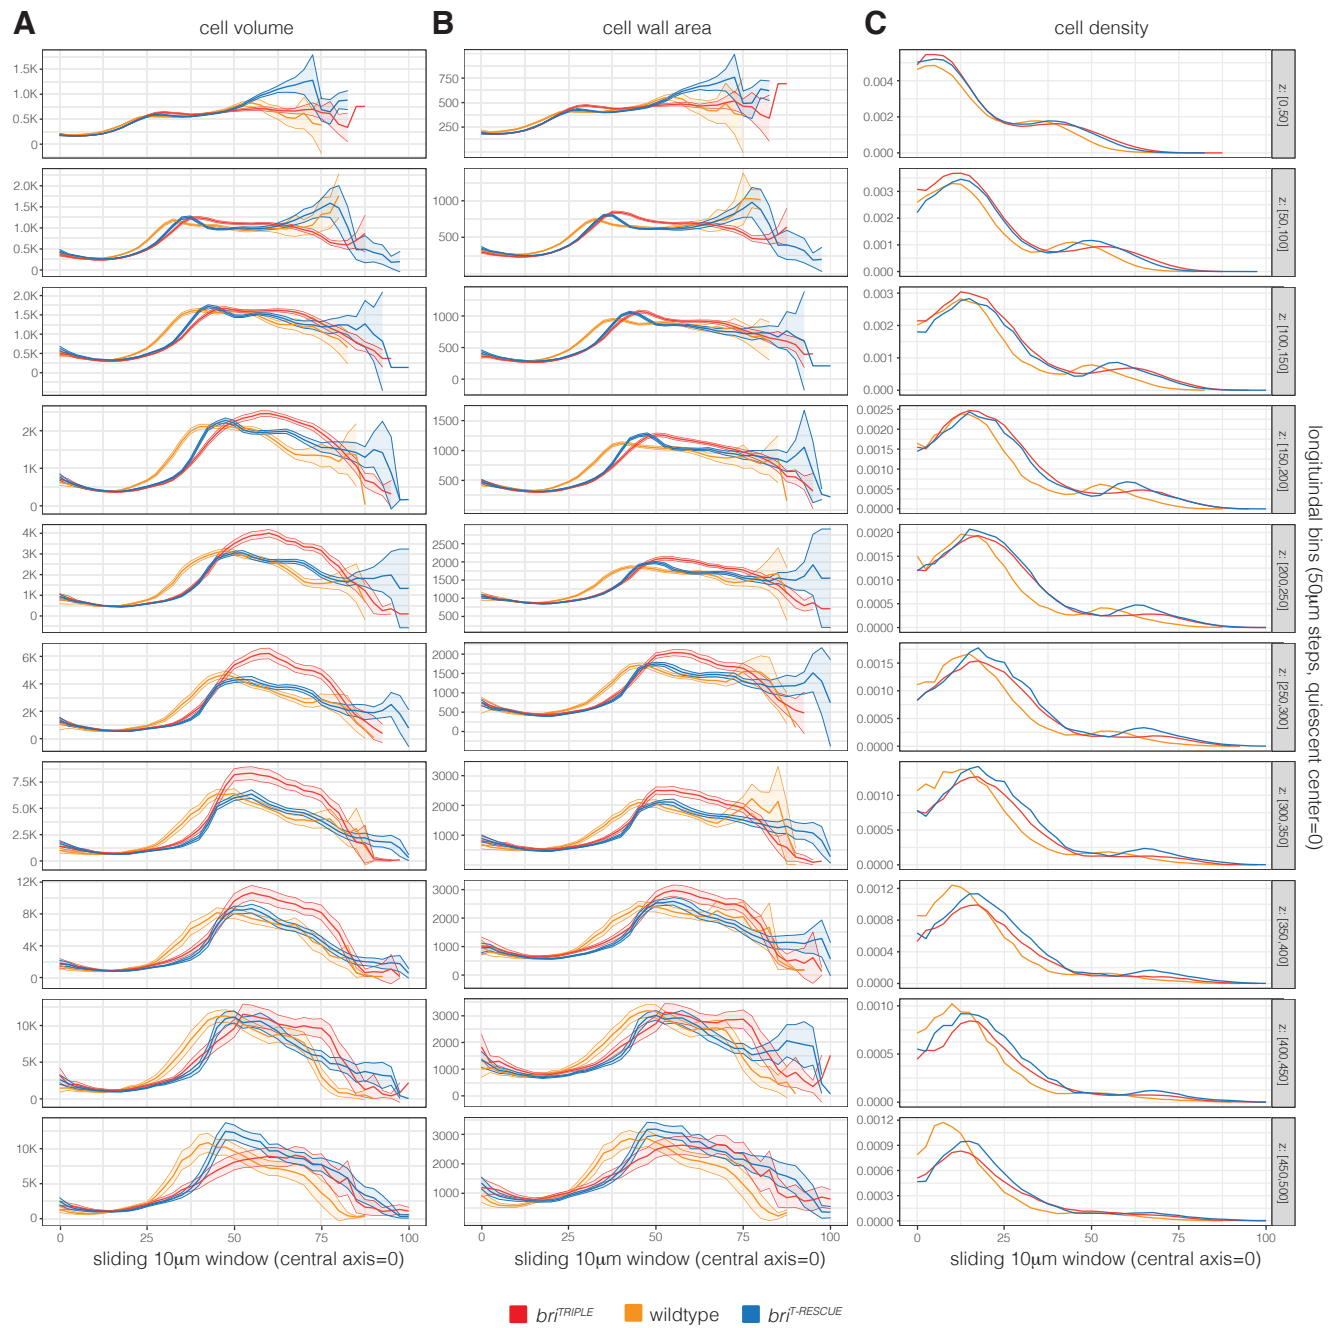 A cell volume B cell wall area C cell density
1.5K
1.0K
0.5K
0
750
500
250
0.004
0.002
0.000
z: [0,50]
2.0K
1.5K
1.0K
0.5K
0
1000
500
0.003
0.002
0.001
0.000
z: [50,100]
2.0K
1.5K
1.0K
0.5K
0
1000
500
0
0.003
0.002
0.001
0.000
z: [100,150]
2K
1K
0
1500
1000
500
0.0025
0.0020
0.0015
0.0010
0.0005
0.0000
z: [150,200]
4K
3K
2K
1K
0
2500
2000
1500
1000
500
0.0020
0.0015
0.0010
0.0005
0.0000
z: [200,250]
6K
4K
2K
0
2000
1500
1000
500
0
0.0015
0.0010
0.0005
0.0000
z: [250,300]
7.5K
5.0K
2.5K
0
3000
2000
1000
0.0010
0.0005
0.0000
z: [300,350]
12K
8K
4K
0
3000
2000
1000
0
0.0012
0.0008
0.0004
0.0000
z: [350,400]
10K
5K
0
3000
2000
1000
0
0.0010
0.0005
0.0000
z: [400,450]
10K
5K
0
3000
2000
1000
0.0012
0.0009
0.0006
0.0003
0.0000
z: [450,500]
longituindal bins (50µm steps, quiescent center=0)
0 25 50 75 100
0 25 50 75 100
0 25 50 75 100
sliding 10µm window (central axis=0)
sliding 10µm window (central axis=0)
sliding 10µm window (central axis=0)
bri^TRIPLE wildtype bri^T-RESCUE